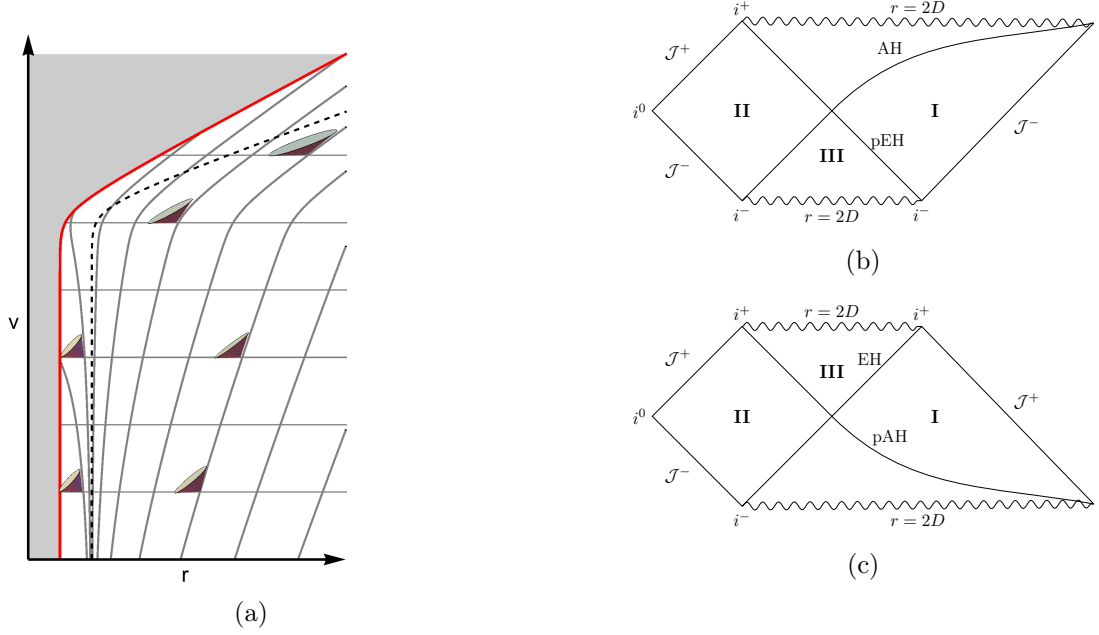 v
r
(a)
i⁺
r = 2D
AH
𝒥⁺
i⁰
II
I
pEH
𝒥⁻
𝒥⁻
III
i⁻
i⁻
r = 2D
(b)
i⁺
r = 2D
i⁺
𝒥⁺
III
EH
i⁰
II
I
𝒥⁺
pAH
𝒥⁻
i⁻
r = 2D
(c)